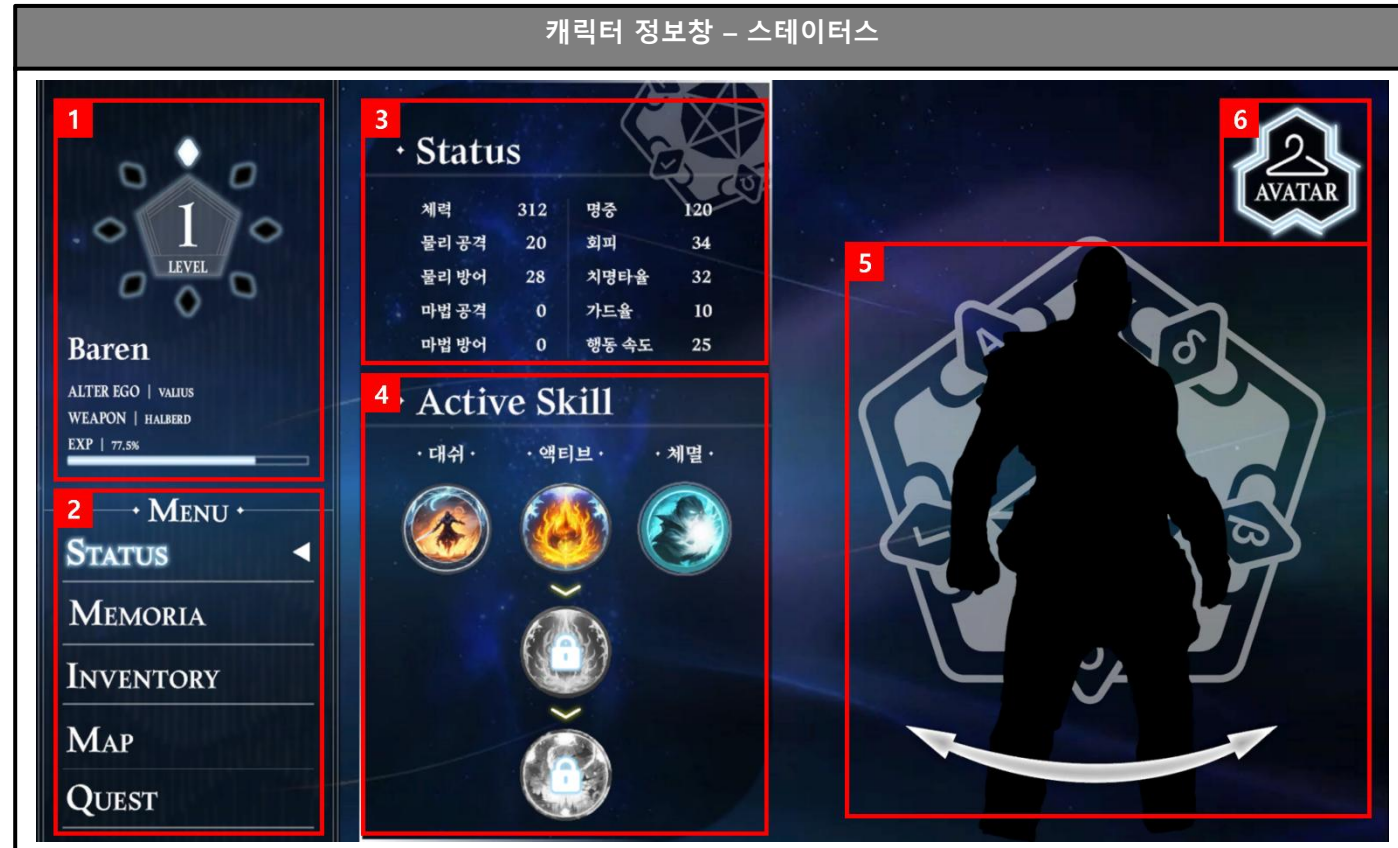 캐릭터 정보창 – 스테이터스
1
1
LEVEL
Baren
ALTER EGO | VALIUS
WEAPON | HALBERD
EXP | 77,5%
2
• MENU •
STATUS
MEMORIA
INVENTORY
MAP
QUEST
3
• Status
체력 312 명중 120
물리 공격 20 회피 34
물리 방어 28 치명타율 32
마법 공격 0 가드율 10
마법 방어 0 행동 속도 25
4
• Active Skill
• 대쉬 • • 액티브 • • 체멸 •
5
A
δ
β
6
AVATAR